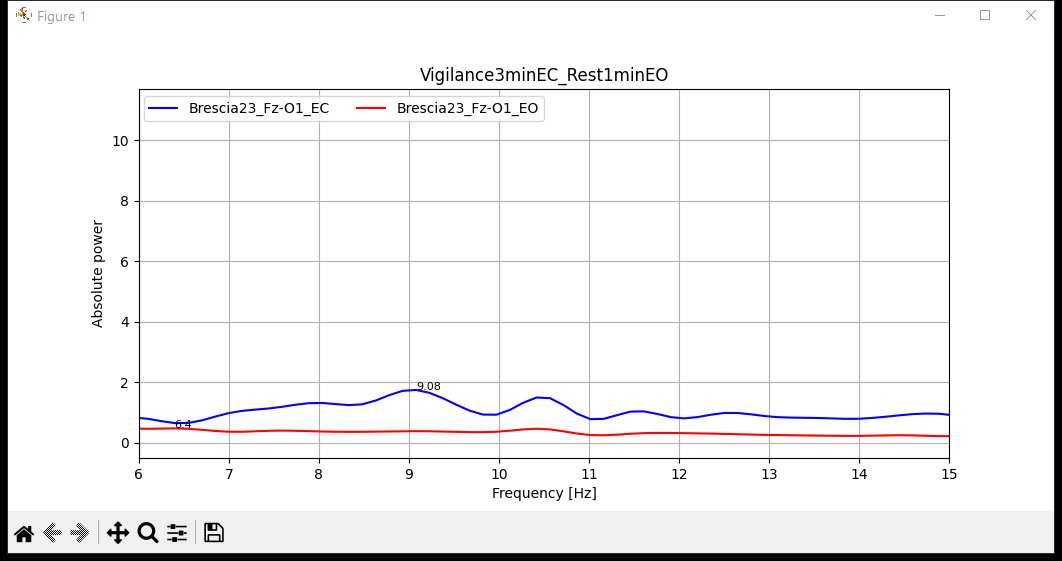 Figure 1
Vigilance3minEC_Rest1minEO
Brescia23_Fz-O1_EC
Brescia23_Fz-O1_EO
Absolute power
10
8
6
4
2
0
9.08
6.4
6 7 8 9 10 11 12 13 14 15
Frequency [Hz]